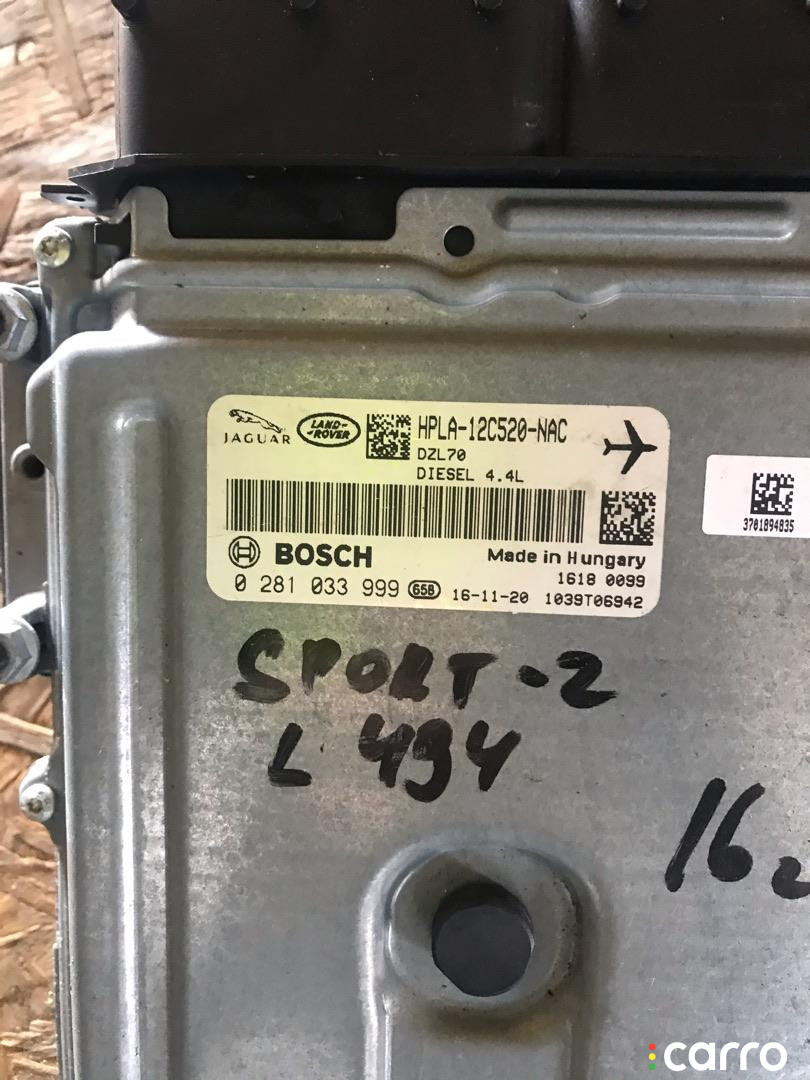 JAGUAR LAND-ROVER HPLA-12C520-NAC
DZL70
DIESEL 4.4L
BOSCH Made in Hungary
1618 0099
0 281 033 999 658 16-11-20 1039T06942
3701894835
SPORT-2
L 494
16
carro